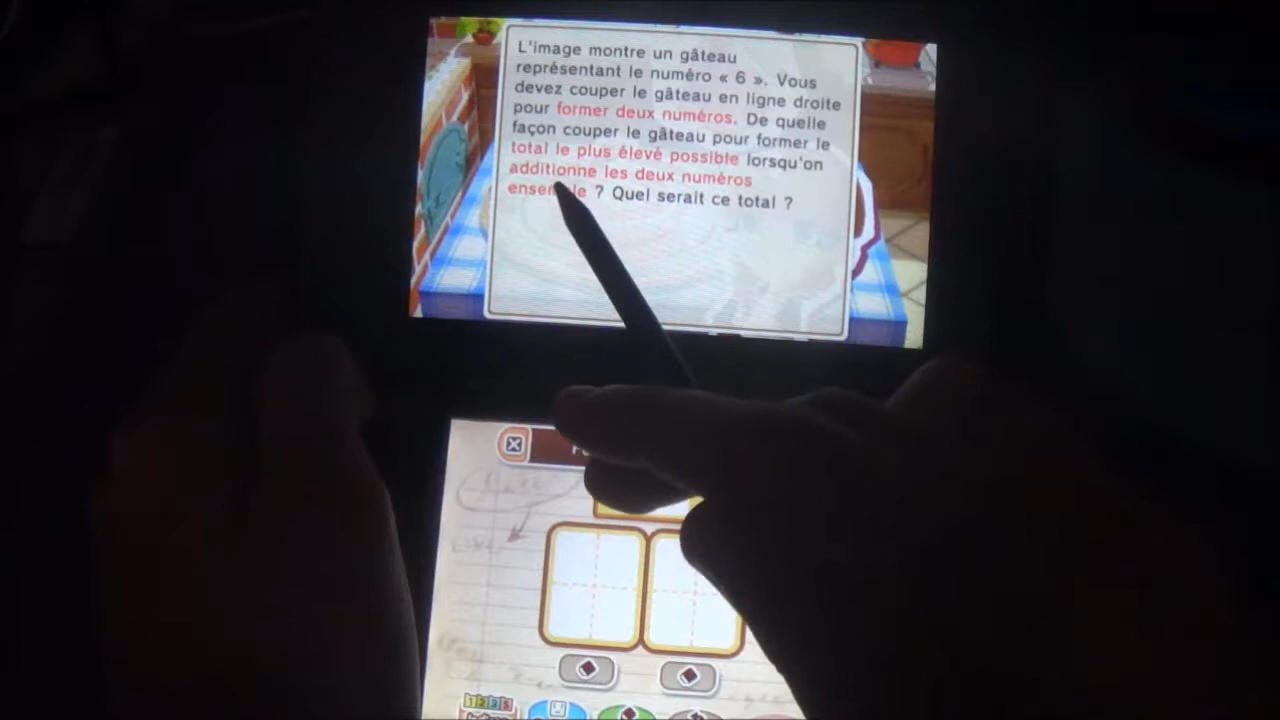 L'image montre un gâteau
représentant le numéro « 6 ». Vous
devez couper le gâteau en ligne droite
pour former deux numéros. De quelle
façon couper le gâteau pour former le
total le plus élevé possible lorsqu'on
additionne les deux numéros
ensemble ? Quel serait ce total ?